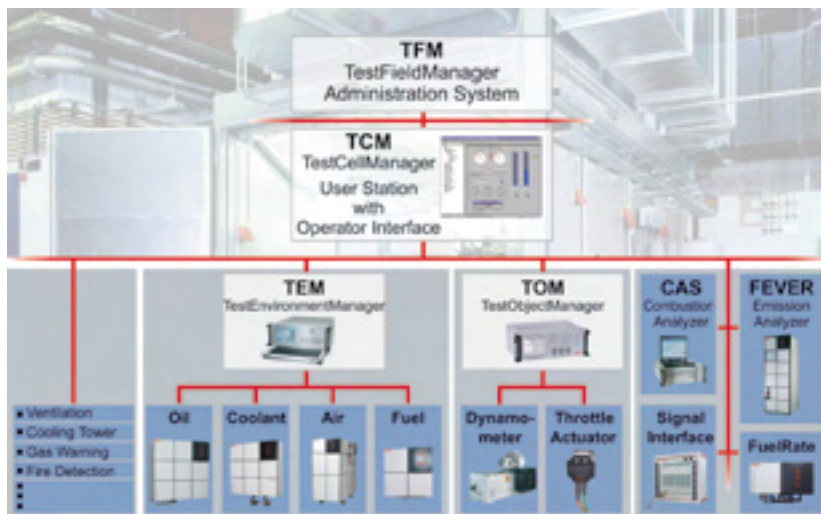 TFM
TestFieldManager
Administration System
TCM
TestCellManager
User Station
with
Operator Interface
TEM
TestEnvironmentManager
TOM
TestObjectManager
CAS
Combustion
Analyzer
FEVER
Emission
Analyzer
Ventilation
Cooling Tower
Gas Warning
Fire Detection
Oil
Coolant
Air
Fuel
Dynamo-
meter
Throttle
Actuator
Signal
Interface
FuelRate